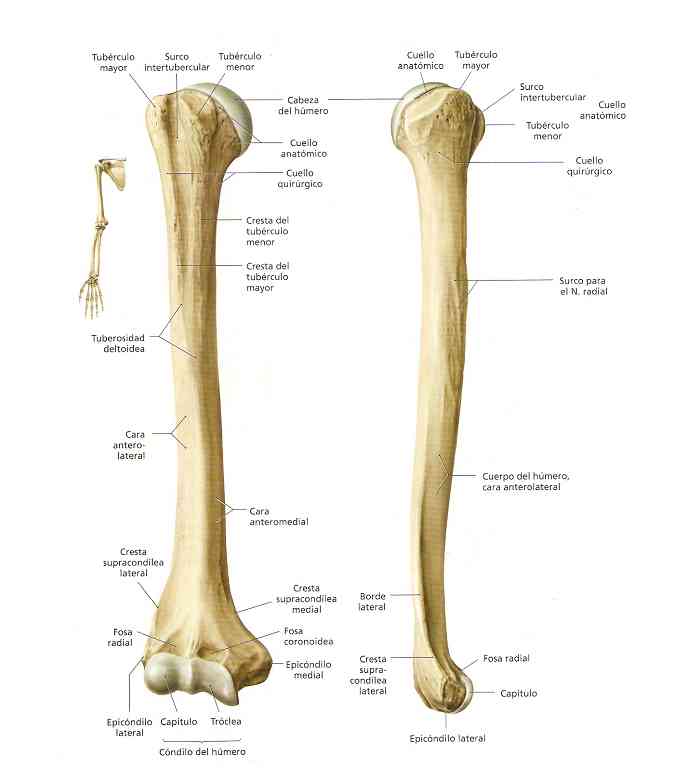 Tubérculo
mayor
Surco
intertubercular
Tubérculo
menor
Cabeza
del húmero
Cuello
anatómico
Cuello
quirúrgico
Cresta del
tubérculo
menor
Cresta del
tubérculo
mayor
Tuberosidad
deltoidea
Cara
antero-
lateral
Cara
anteromedial
Cresta
supracondílea
lateral
Cresta
supracondílea
medial
Fosa
radial
Fosa
coronoidea
Epicóndilo
medial
Epicóndilo
lateral
Capítulo
Tróclea
Cóndilo del húmero
Cuello
anatómico
Tubérculo
mayor
Surco
intertubercular
Cuello
anatómico
Tubérculo
menor
Cuello
quirúrgico
Surco para
el N. radial
Cuerpo del húmero,
cara anterolateral
Borde
lateral
Cresta
supra-
condílea
lateral
Fosa radial
Capítulo
Epicóndilo lateral